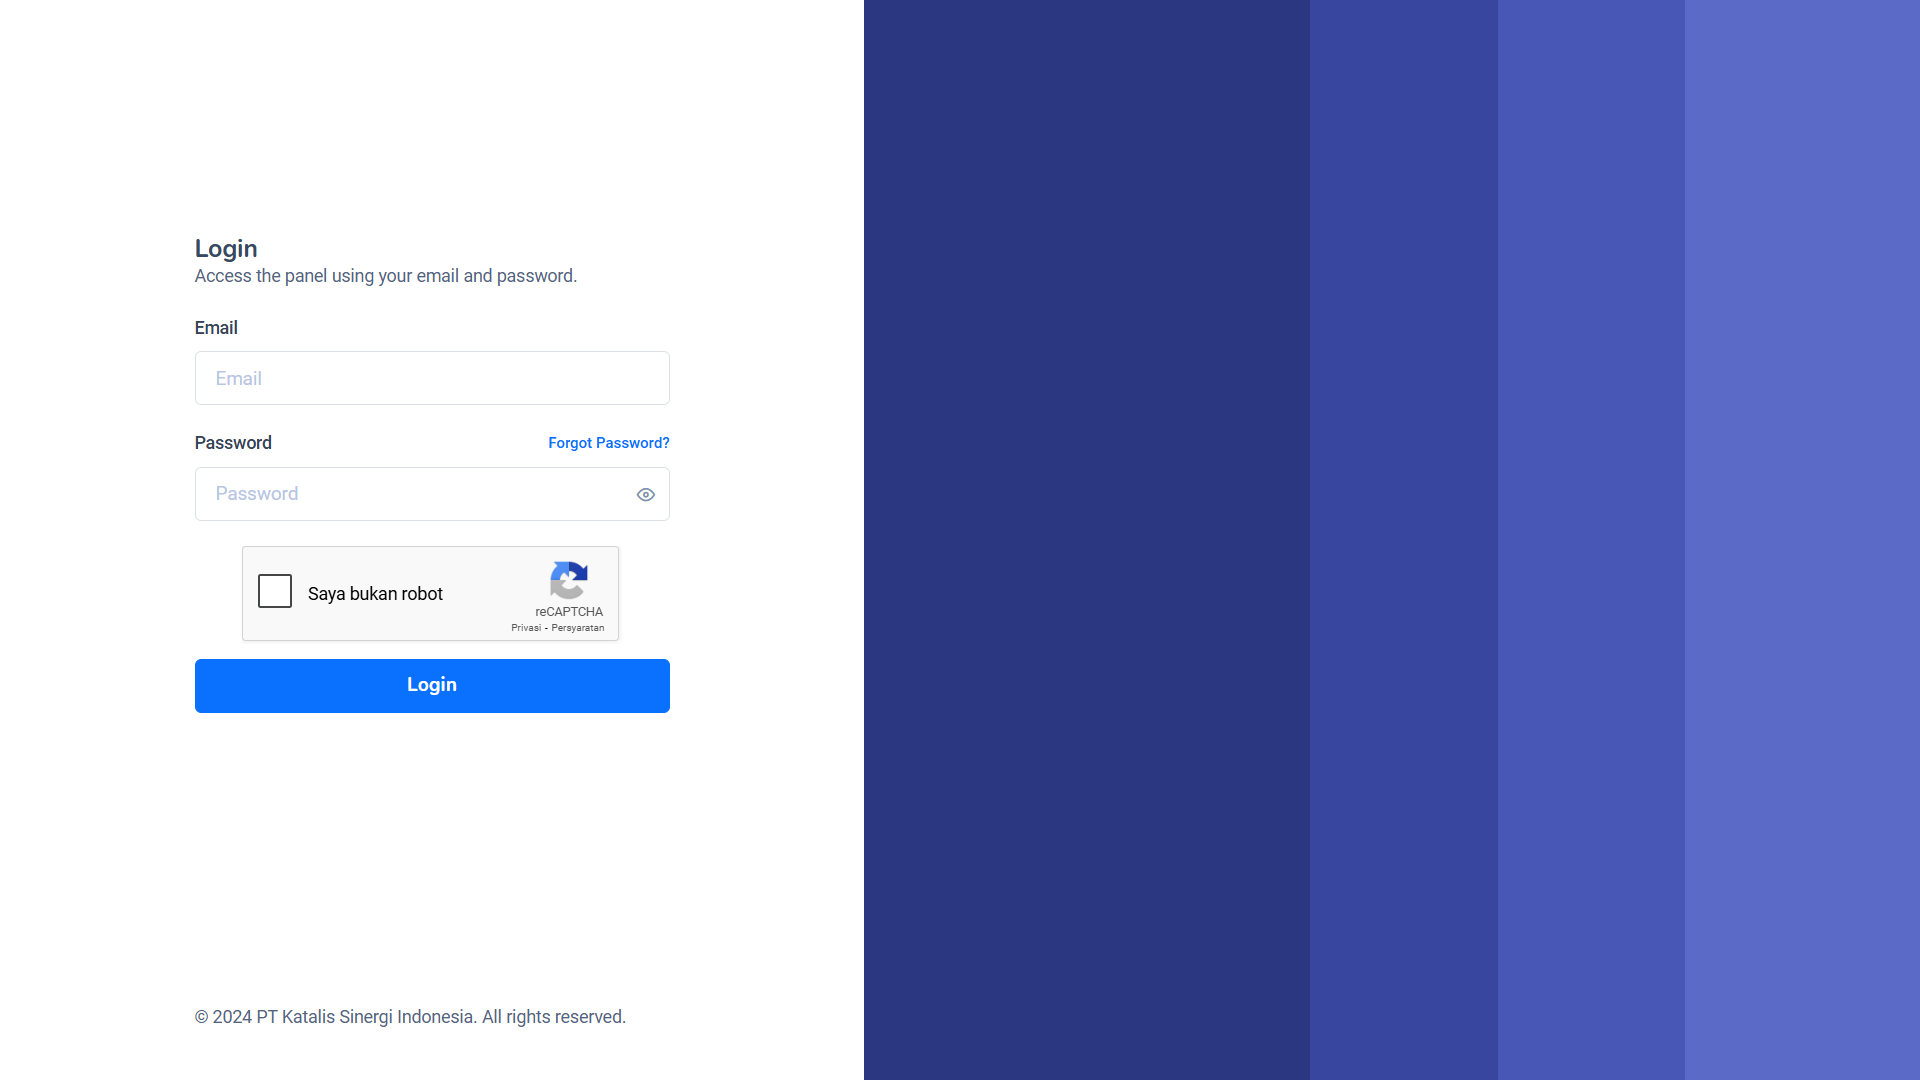 Login
Access the panel using your email and password.
Email
Email
Password
Forgot Password?
Password
Saya bukan robot
reCAPTCHA
Privasi - Persyaratan
Login
© 2024 PT Katalis Sinergi Indonesia. All rights reserved.